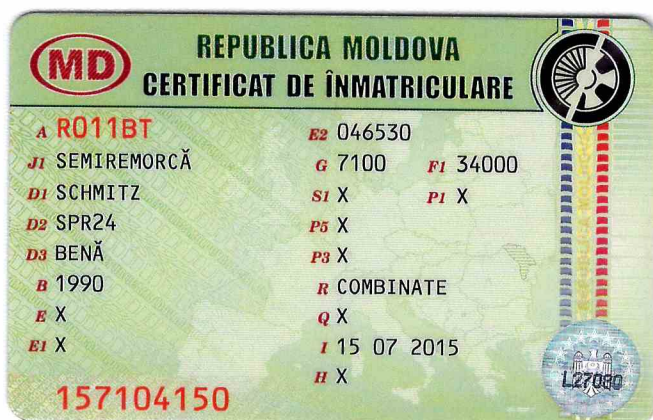 MD
REPUBLICA MOLDOVA
CERTIFICAT DE ÎNMATRICULARE
A RO11BT
J1 SEMIREMORCĂ
D1 SCHMITZ
D2 SPR24
D3 BENĂ
B 1990
E X
E1 X
157104150
E2 046530
G 7100 F1 34000
S1 X P1 X
P5 X
P3 X
R COMBINATE
Q X
I 15 07 2015
H X
L27080